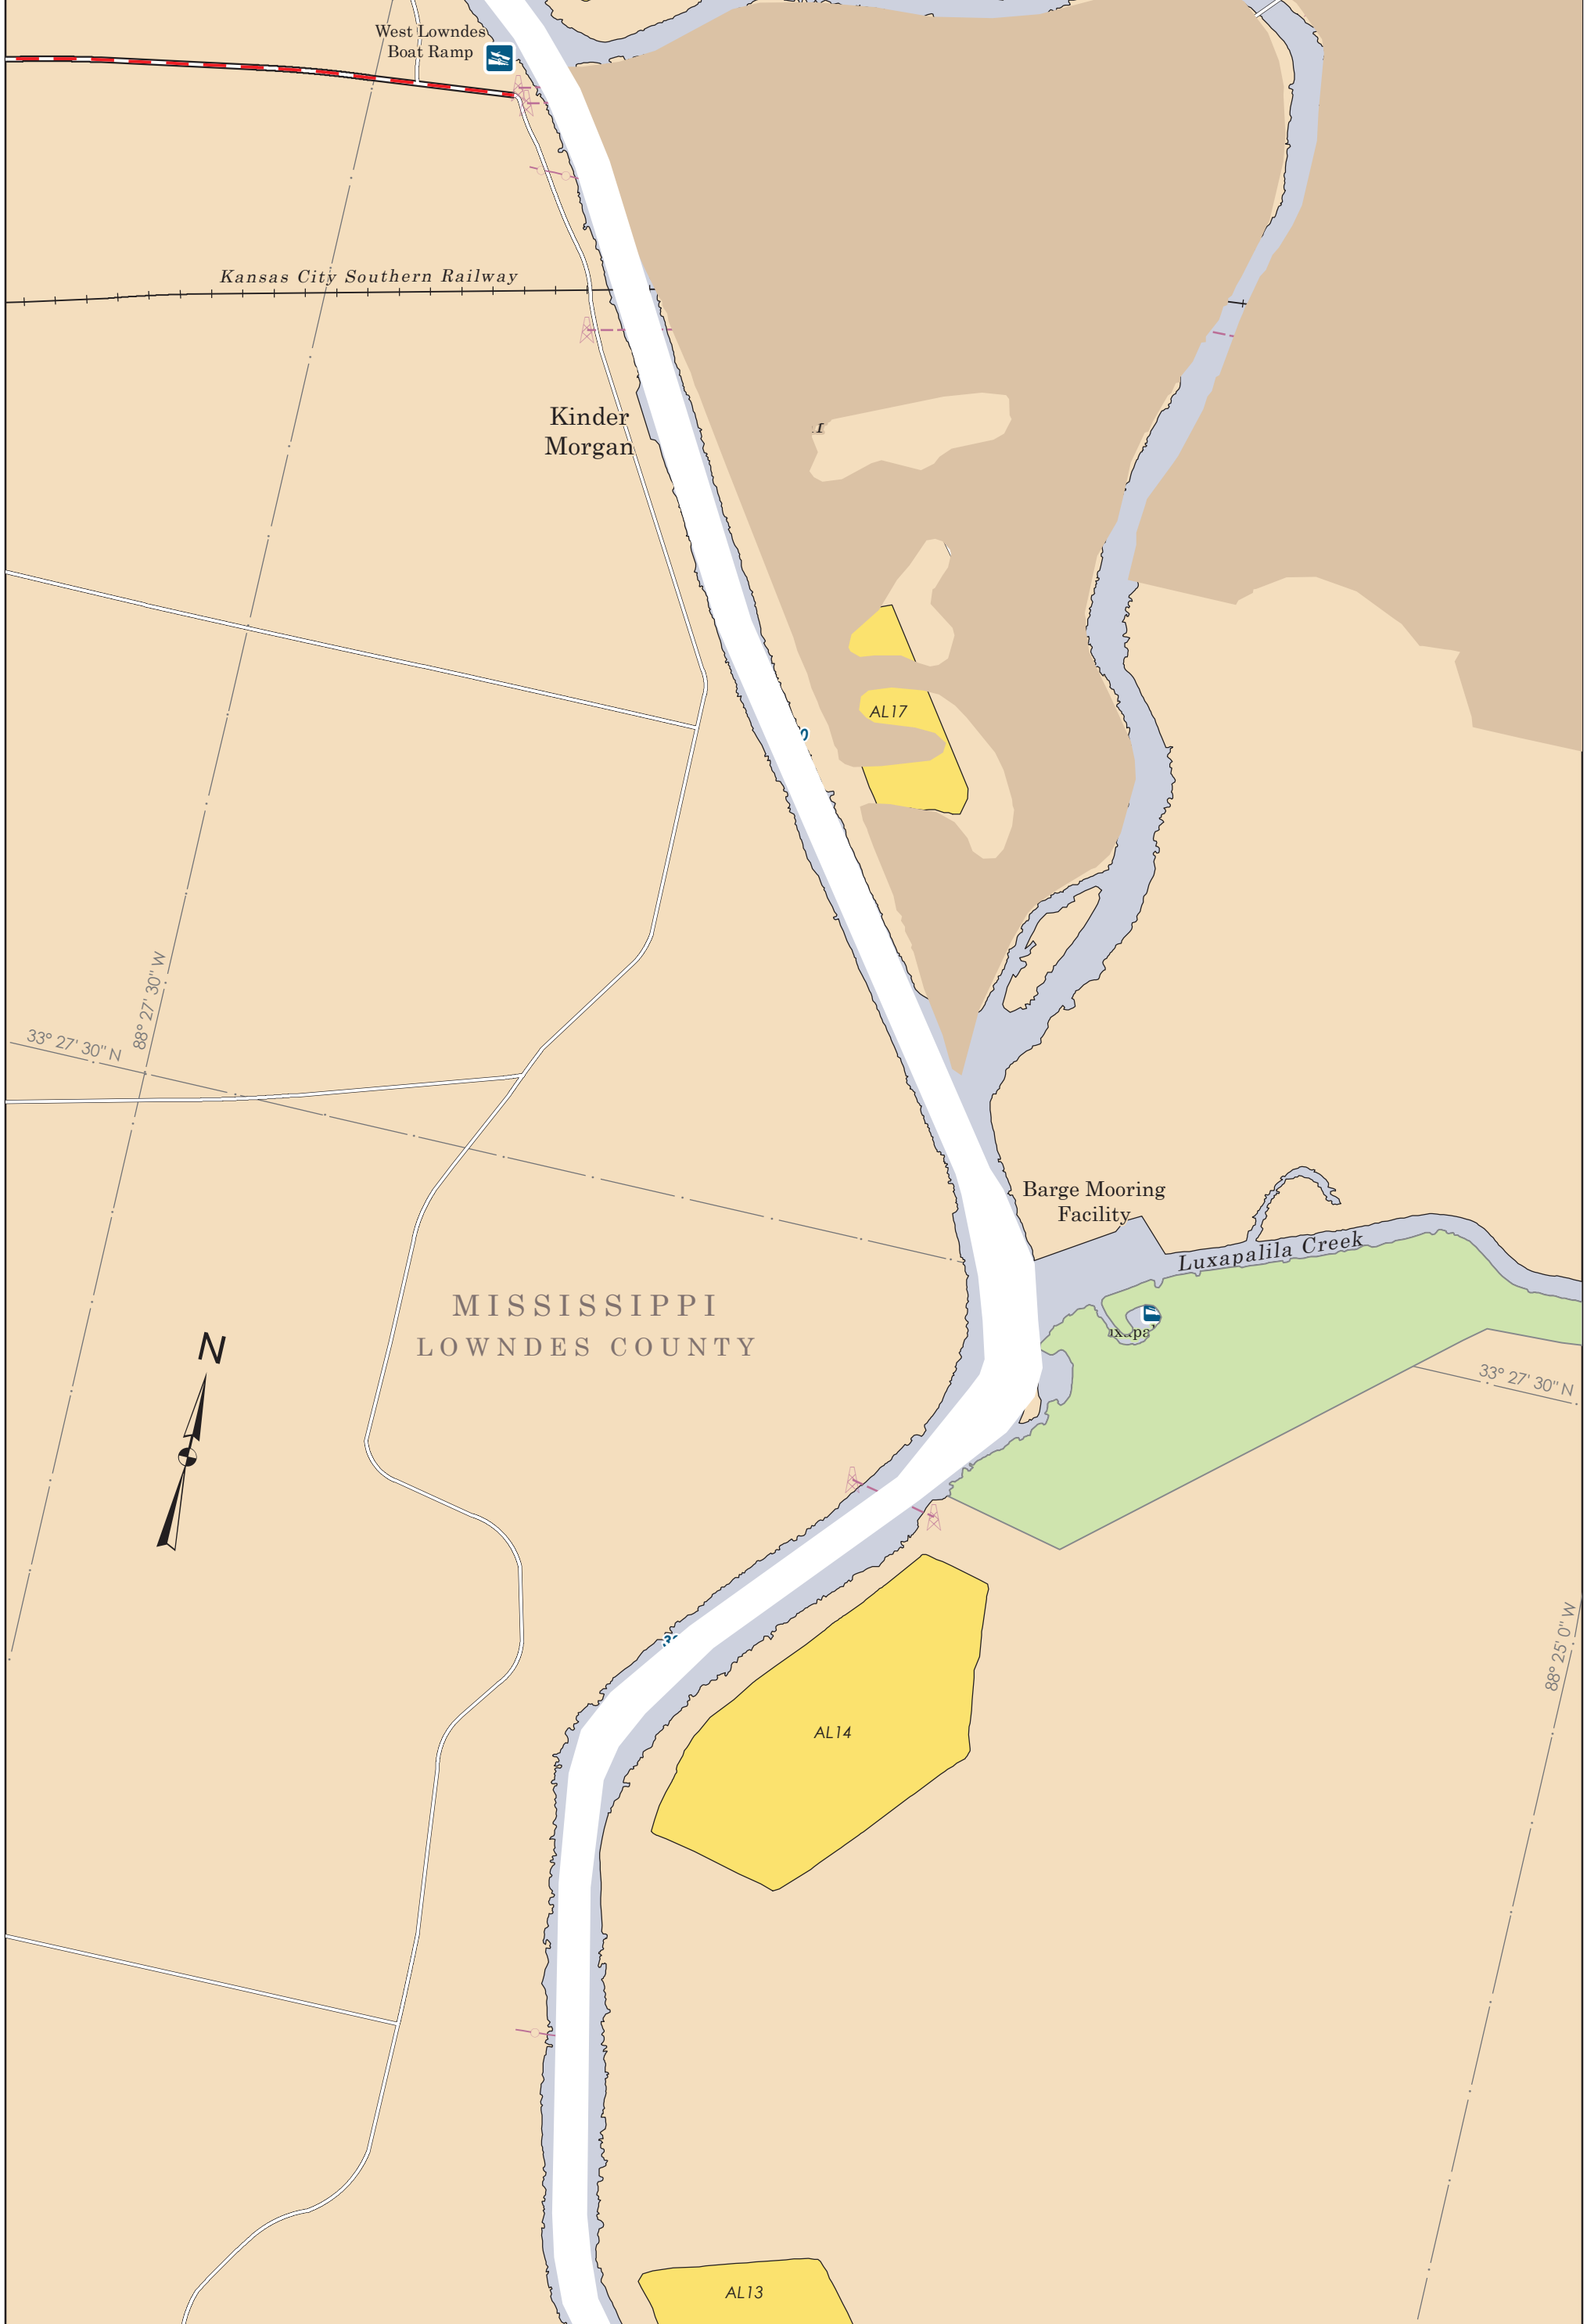 West Lowndes
Boat Ramp
Kansas City Southern Railway
Kinder
Morgan
AL17
88° 27' 30" W
33° 27' 30" N
Barge Mooring
Facility
Luxapalila Creek
MISSISSIPPI
LOWNDES COUNTY
N
33° 27' 30" N
88° 25' 0" W
AL14
AL13